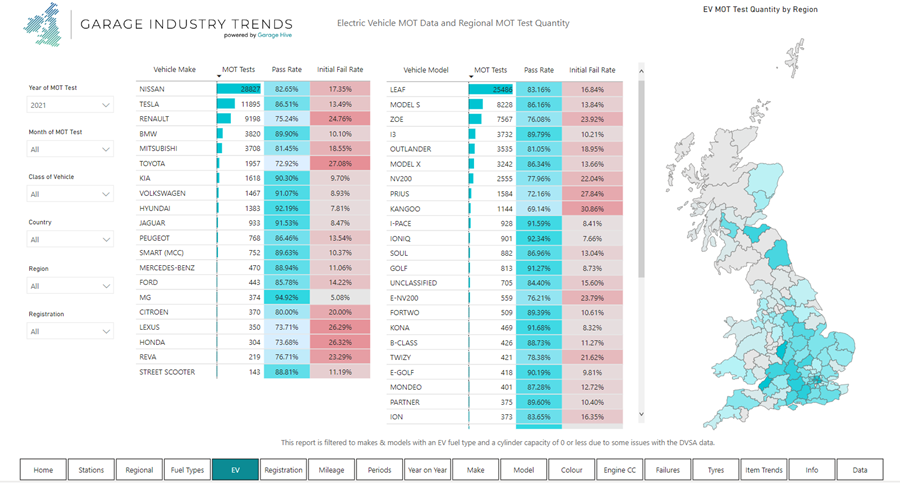 GARAGE INDUSTRY TRENDS
powered by Garage Hive
Electric Vehicle MOT Data and Regional MOT Test Quantity
EV MOT Test Quantity by Region
Year of MOT Test
2021
Month of MOT Test
All
Class of Vehicle
All
Country
All
Region
All
Registration
All
Vehicle Make MOT Tests Pass Rate Initial Fail Rate
NISSAN 28827 82.65% 17.35%
TESLA 11895 86.51% 13.49%
RENAULT 9198 75.24% 24.76%
BMW 3820 89.90% 10.10%
MITSUBISHI 3708 81.45% 18.55%
TOYOTA 1957 72.92% 27.08%
KIA 1618 90.30% 9.70%
VOLKSWAGEN 1467 91.07% 8.93%
HYUNDAI 1383 92.19% 7.81%
JAGUAR 933 91.53% 8.47%
PEUGEOT 768 86.46% 13.54%
SMART (MCC) 752 89.63% 10.37%
MERCEDES-BENZ 470 88.94% 11.06%
FORD 443 85.78% 14.22%
MG 374 94.92% 5.08%
CITROEN 370 80.00% 20.00%
LEXUS 350 73.71% 26.29%
HONDA 304 73.68% 26.32%
REVA 219 76.71% 23.29%
STREET SCOOTER 143 88.81% 11.19%
Vehicle Model MOT Tests Pass Rate Initial Fail Rate
LEAF 25486 83.16% 16.84%
MODEL S 8228 86.16% 13.84%
ZOE 7567 76.08% 23.92%
I3 3732 89.79% 10.21%
OUTLANDER 3535 81.05% 18.95%
MODEL X 3242 86.34% 13.66%
NV200 2555 77.96% 22.04%
PRIUS 1584 72.16% 27.84%
KANGOO 1144 69.14% 30.86%
I-PACE 928 91.59% 8.41%
IONIQ 901 92.34% 7.66%
SOUL 882 86.96% 13.04%
GOLF 813 91.27% 8.73%
UNCLASSIFIED 705 84.40% 15.60%
E-NV200 559 76.21% 23.79%
FORTWO 509 89.39% 10.61%
KONA 469 91.68% 8.32%
B-CLASS 426 88.73% 11.27%
TWIZY 421 78.38% 21.62%
E-GOLF 418 90.19% 9.81%
MONDEO 401 87.28% 12.72%
PARTNER 375 89.60% 10.40%
ION 373 83.65% 16.35%
This report is filtered to makes & models with an EV fuel type and a cylinder capacity of 0 or less due to some issues with the DVSA data.
Home Stations Regional Fuel Types EV Registration Mileage Periods Year on Year Make Model Colour Engine CC Failures Tyres Item Trends Info Data